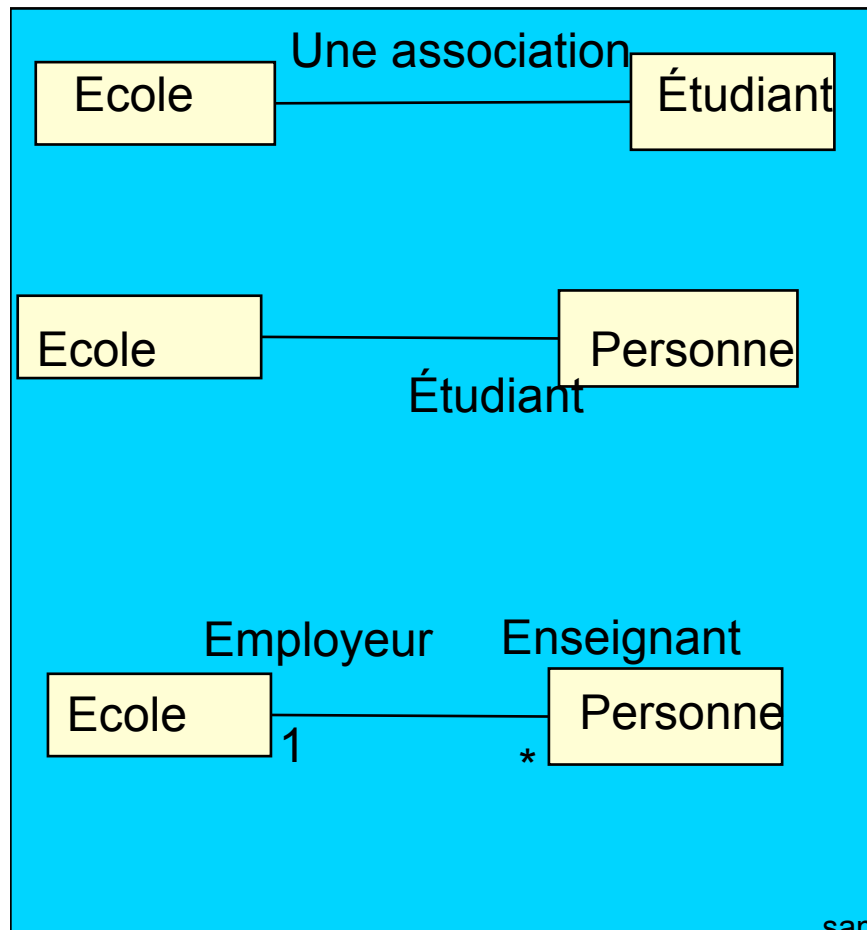 Une association
Ecole
Étudiant
Ecole
Personne
Étudiant
Employeur
Enseignant
Ecole
Personne
1
*